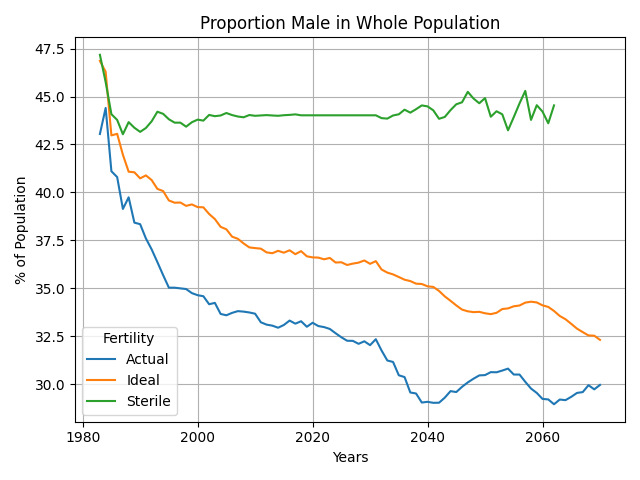 Proportion Male in Whole Population
% of Population
47.5
45.0
42.5
40.0
37.5
35.0
32.5
30.0
Fertility
Actual
Ideal
Sterile
1980
2000
2020
2040
2060
Years